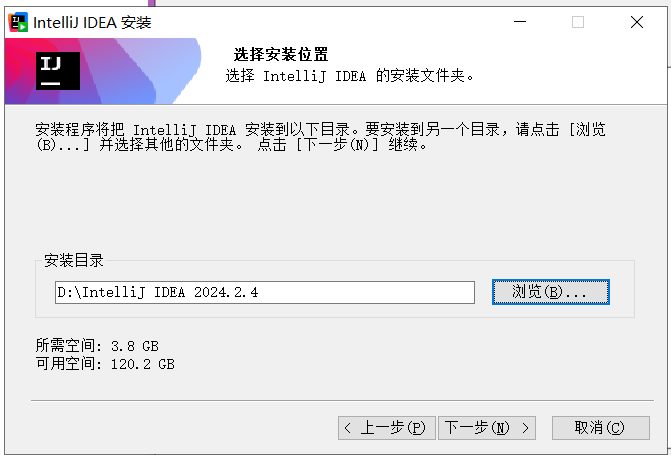 IntelliJ IDEA 安装
IJ
选择安装位置
选择 IntelliJ IDEA 的安装文件夹。
安装程序将把 IntelliJ IDEA 安装到以下目录。要安装到另一个目录，请点击 [浏览
(B)...] 并选择其他的文件夹。 点击 [下一步(N)] 继续。
安装目录
D:\IntelliJ IDEA 2024.2.4
浏览(B)...
所需空间: 3.8 GB
可用空间: 120.2 GB
< 上一步(P)
下一步(N) >
取消(C)